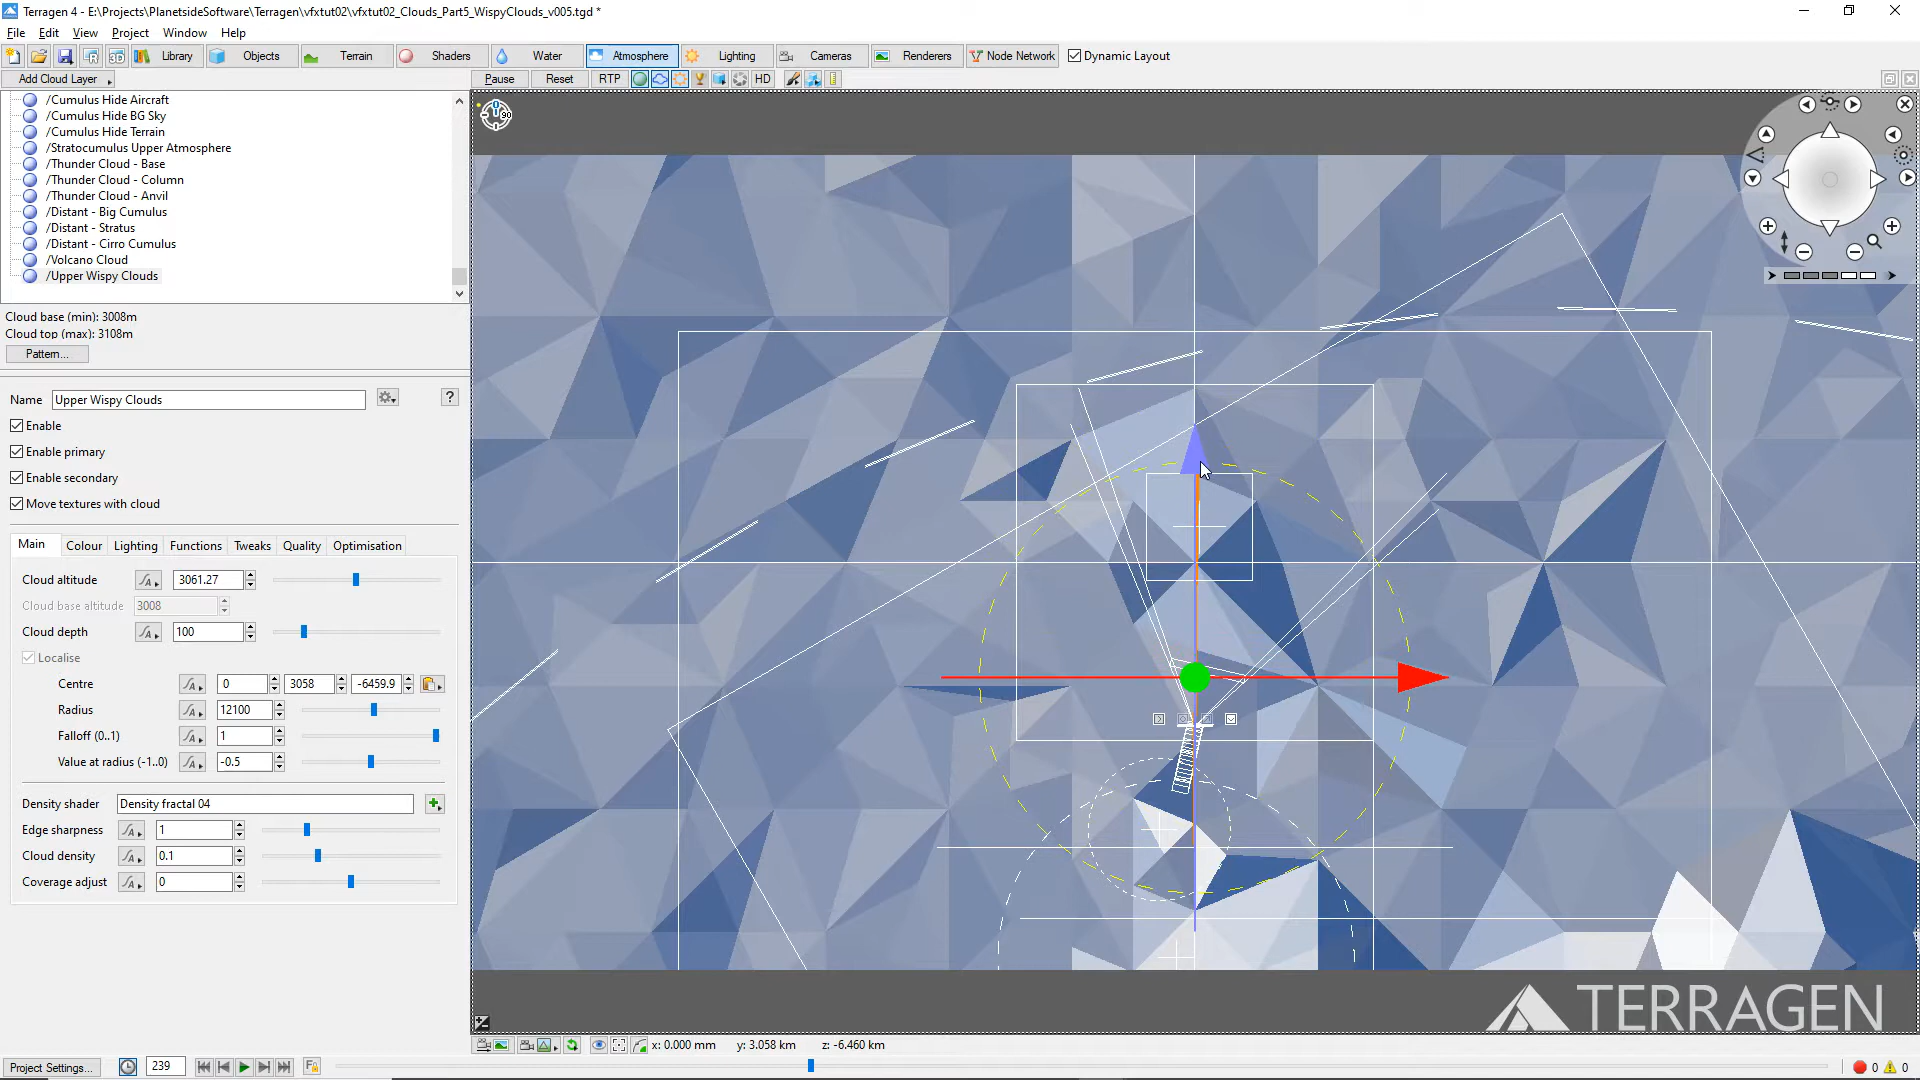 Terragen 4 - E:\Projects\PlanetsideSoftware\Terragen\vfxtut02\vfxtut02_Clouds_Part5_WispyClouds_v005.tgd *
File Edit View Project Window Help
Library Objects Terrain Shaders Water Atmosphere Lighting Cameras Renderers Node Network Dynamic Layout
Add Cloud Layer Pause Reset RTP HD
/Cumulus Hide Aircraft
/Cumulus Hide BG Sky
/Cumulus Hide Terrain
/Stratocumulus Upper Atmosphere
/Thunder Cloud - Base
/Thunder Cloud - Column
/Thunder Cloud - Anvil
/Distant - Big Cumulus
/Distant - Stratus
/Distant - Cirro Cumulus
/Volcano Cloud
/Upper Wispy Clouds
Cloud base (min): 3008m
Cloud top (max): 3108m
Pattern...
Name Upper Wispy Clouds ?
Enable
Enable primary
Enable secondary
Move textures with cloud
Main Colour Lighting Functions Tweaks Quality Optimisation
Cloud altitude 3061.27
Cloud base altitude 3008
Cloud depth 100
Localise
Centre 0 3058 -6459.9
Radius 12100
Falloff (0..1) 1
Value at radius (-1..0) -0.5
Density shader Density fractal 04
Edge sharpness 1
Cloud density 0.1
Coverage adjust 0
90
TERRAGEN
x: 0.000 mm y: 3.058 km z: -6.460 km
Project Settings... 239 0 0